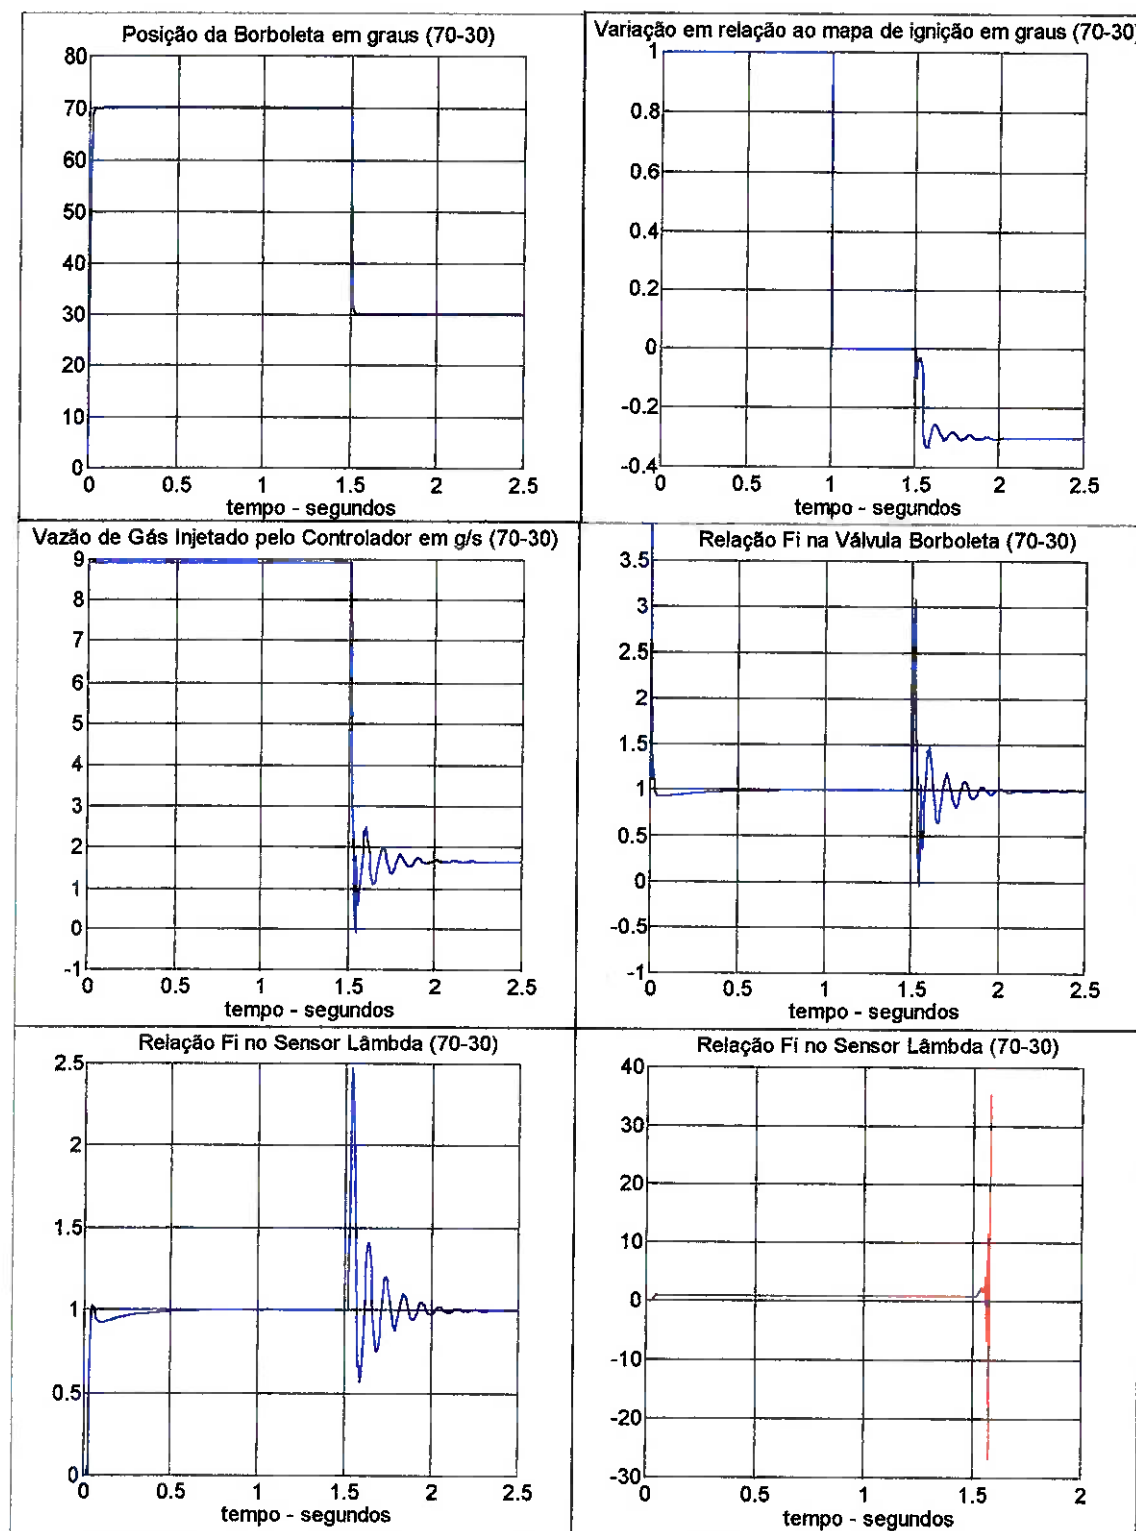 Posição da Borboleta em graus (70-30)
80
70
60
50
40
30
20
10
0
0 0.5 1 1.5 2 2.5
tempo - segundos
Variação em relação ao mapa de ignição em graus (70-30)
1
0.8
0.6
0.4
0.2
0
-0.2
-0.4
0 0.5 1 1.5 2 2.5
tempo - segundos
Vazão de Gás Injetado pelo Controlador em g/s (70-30)
9
8
7
6
5
4
3
2
1
0
-1
0 0.5 1 1.5 2 2.5
tempo - segundos
Relação Fi na Válvula Borboleta (70-30)
3.5
3
2.5
2
1.5
1
0.5
0
-0.5
-1
0 0.5 1 1.5 2 2.5
tempo - segundos
Relação Fi no Sensor Lâmbda (70-30)
2.5
2
1.5
1
0.5
0
0 0.5 1 1.5 2 2.5
tempo - segundos
Relação Fi no Sensor Lâmbda (70-30)
40
30
20
10
0
-10
-20
-30
0 0.5 1 1.5 2
tempo - segundos